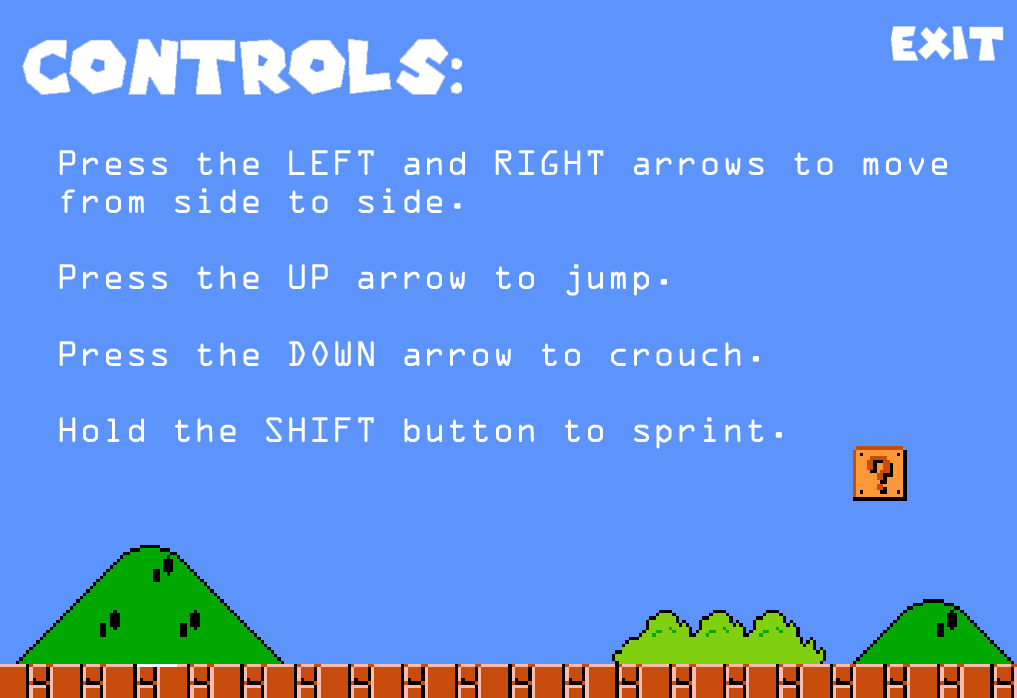 CONTROLS:
EXIT
Press the LEFT and RIGHT arrows to move
from side to side.
Press the UP arrow to jump.
Press the DOWN arrow to crouch.
Hold the SHIFT button to sprint.
?